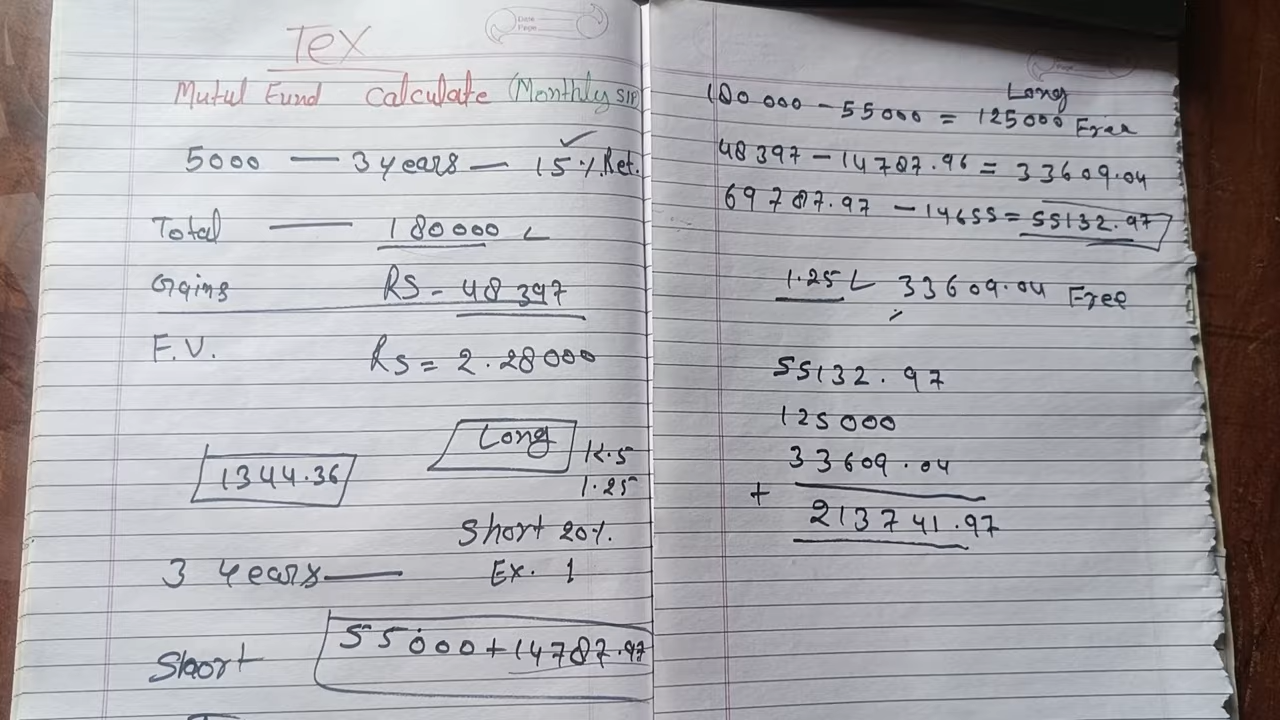 Tex
Date
Page
Mutul Fund Calculate (Monthly SIP)
5000 — 3 years — 15 % Ret.
Total — 180000 L
Gains RS - 48397
F.V. Rs = 2.28000
Long
1344.36
12.5
1.25
Short 20%.
3 years — Ex. 1
Short 55000 + 14787.97
Long
180000 - 55000 = 125000 Free
48397 - 14787.96 = 33609.04
69787.97 - 14655 = 55132.97
1.25 L 33609.04 Free
55132.97
125000
33609.04
+
213741.97